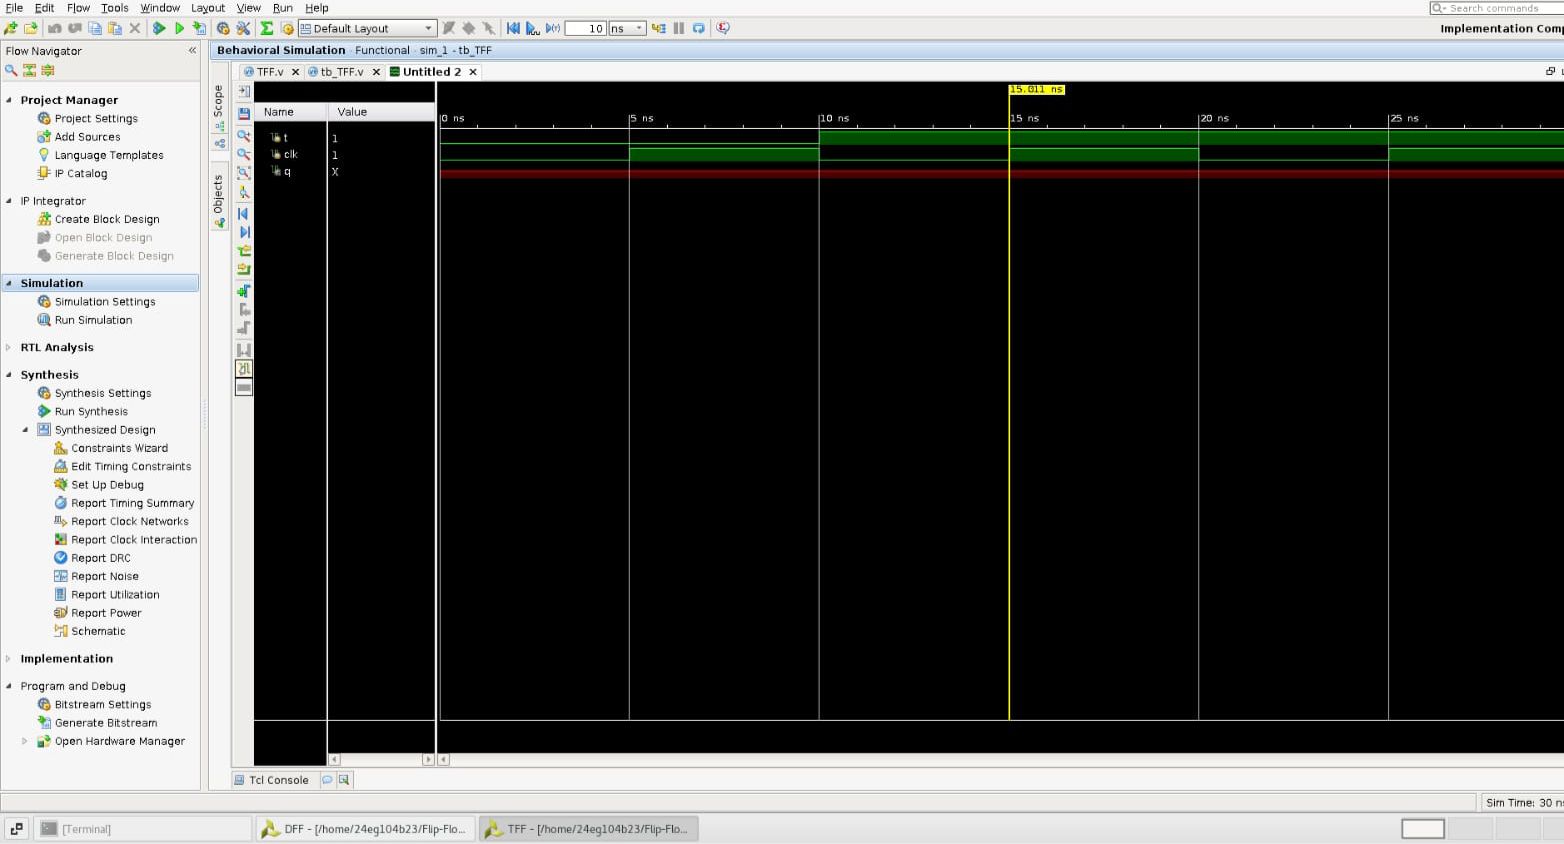 File Edit Flow Tools Window Layout View Run Help
Search commands
Default Layout
10 ns
Implementation Com
Flow Navigator
Behavioral Simulation - Functional - sim_1 - tb_TFF
TFF.v
tb_TFF.v
Untitled 2
Project Manager
Project Settings
Add Sources
Language Templates
IP Catalog
IP Integrator
Create Block Design
Open Block Design
Generate Block Design
Simulation
Simulation Settings
Run Simulation
RTL Analysis
Synthesis
Synthesis Settings
Run Synthesis
Synthesized Design
Constraints Wizard
Edit Timing Constraints
Set Up Debug
Report Timing Summary
Report Clock Networks
Report Clock Interaction
Report DRC
Report Noise
Report Utilization
Report Power
Schematic
Implementation
Program and Debug
Bitstream Settings
Generate Bitstream
Open Hardware Manager
Scope
Objects
15.011 ns
Name Value
0 ns 5 ns 10 ns 15 ns 20 ns 25 ns
t 1
clk 1
q X
Tcl Console
Sim Time: 30 ns
[Terminal]
DFF - [/home/24eg104b23/Flip-Flo...
TFF - [/home/24eg104b23/Flip-Flo...